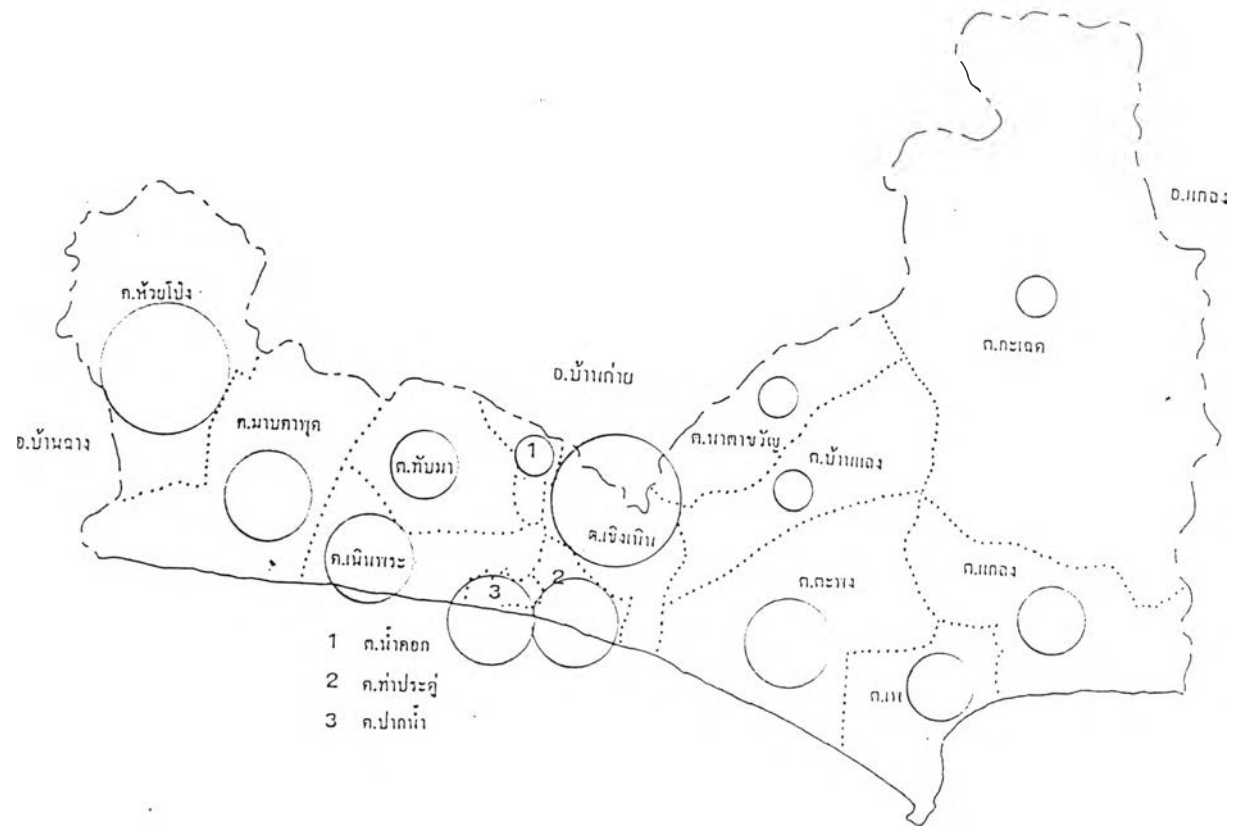 อ.แกลง
ต.ห้วยโป่ง
ต.กะเฉด
อ.บ้านค่าย
ต.มาบตาพุด
อ.บ้านฉาง
ต.นาตาขวัญ
ต.ทับมา
1
ต.บ้านแลง
ต.เชิงเนิน
ต.เนินพระ
2
ต.แกลง
3
ต.ตะพง
1 ต.น้ำคอก
2 ต.ท่าประดู่
ต.เพ
3 ต.ปากน้ำ